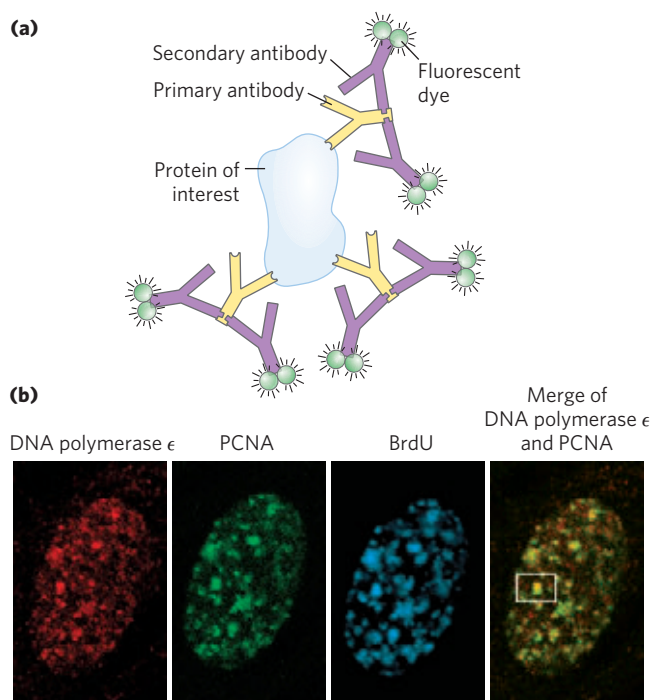 (a)
Secondary antibody
Primary antibody
Fluorescent
dye
Protein of
interest
(b)
DNA polymerase ϵ
PCNA
BrdU
Merge of
DNA polymerase ϵ
and PCNA